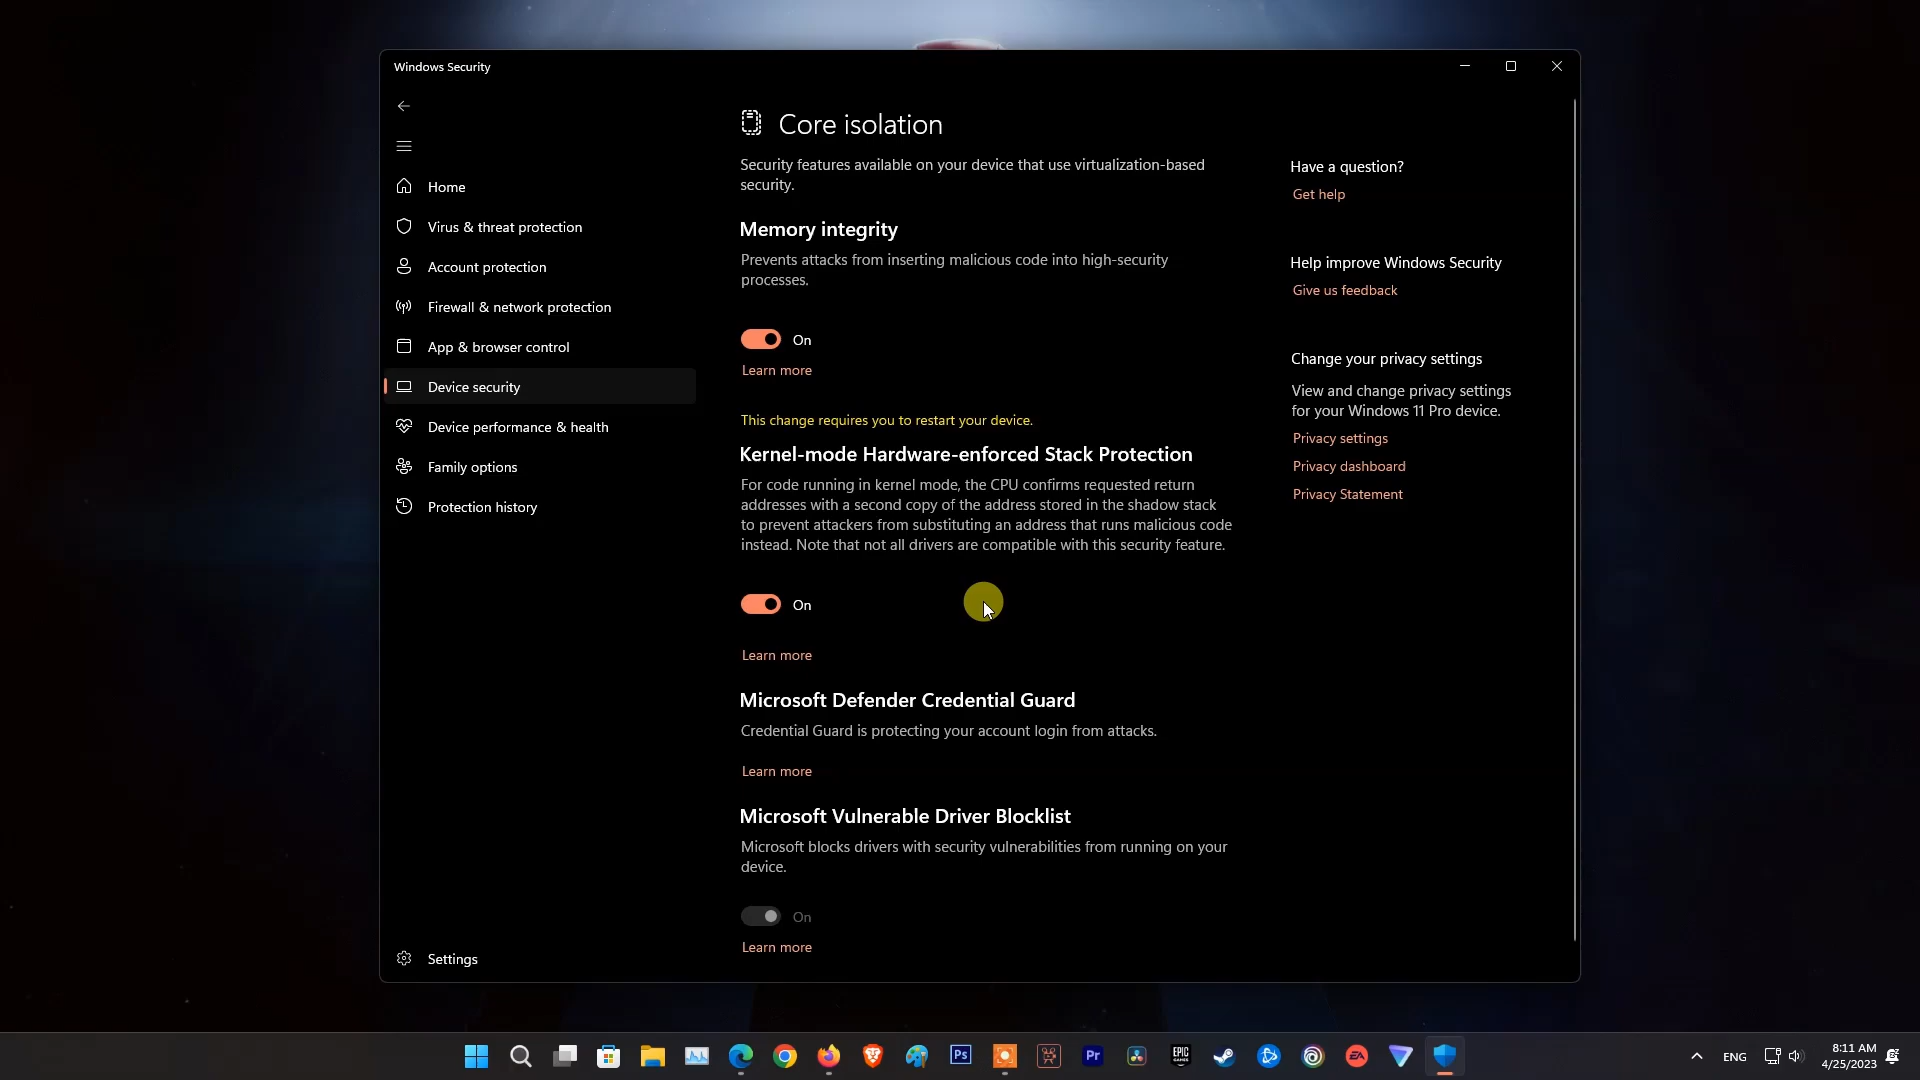 Windows Security
Home
Virus & threat protection
Account protection
Firewall & network protection
App & browser control
Device security
Device performance & health
Family options
Protection history
Settings
Core isolation
Security features available on your device that use virtualization-based
security.
Memory integrity
Prevents attacks from inserting malicious code into high-security
processes.
On
Learn more
This change requires you to restart your device.
Kernel-mode Hardware-enforced Stack Protection
For code running in kernel mode, the CPU confirms requested return
addresses with a second copy of the address stored in the shadow stack
to prevent attackers from substituting an address that runs malicious code
instead. Note that not all drivers are compatible with this security feature.
On
Learn more
Microsoft Defender Credential Guard
Credential Guard is protecting your account login from attacks.
Learn more
Microsoft Vulnerable Driver Blocklist
Microsoft blocks drivers with security vulnerabilities from running on your
device.
On
Learn more
Have a question?
Get help
Help improve Windows Security
Give us feedback
Change your privacy settings
View and change privacy settings
for your Windows 11 Pro device.
Privacy settings
Privacy dashboard
Privacy Statement
Ps
Pr
EPIC
GAMES
EA
ENG
8:11 AM
4/25/2023